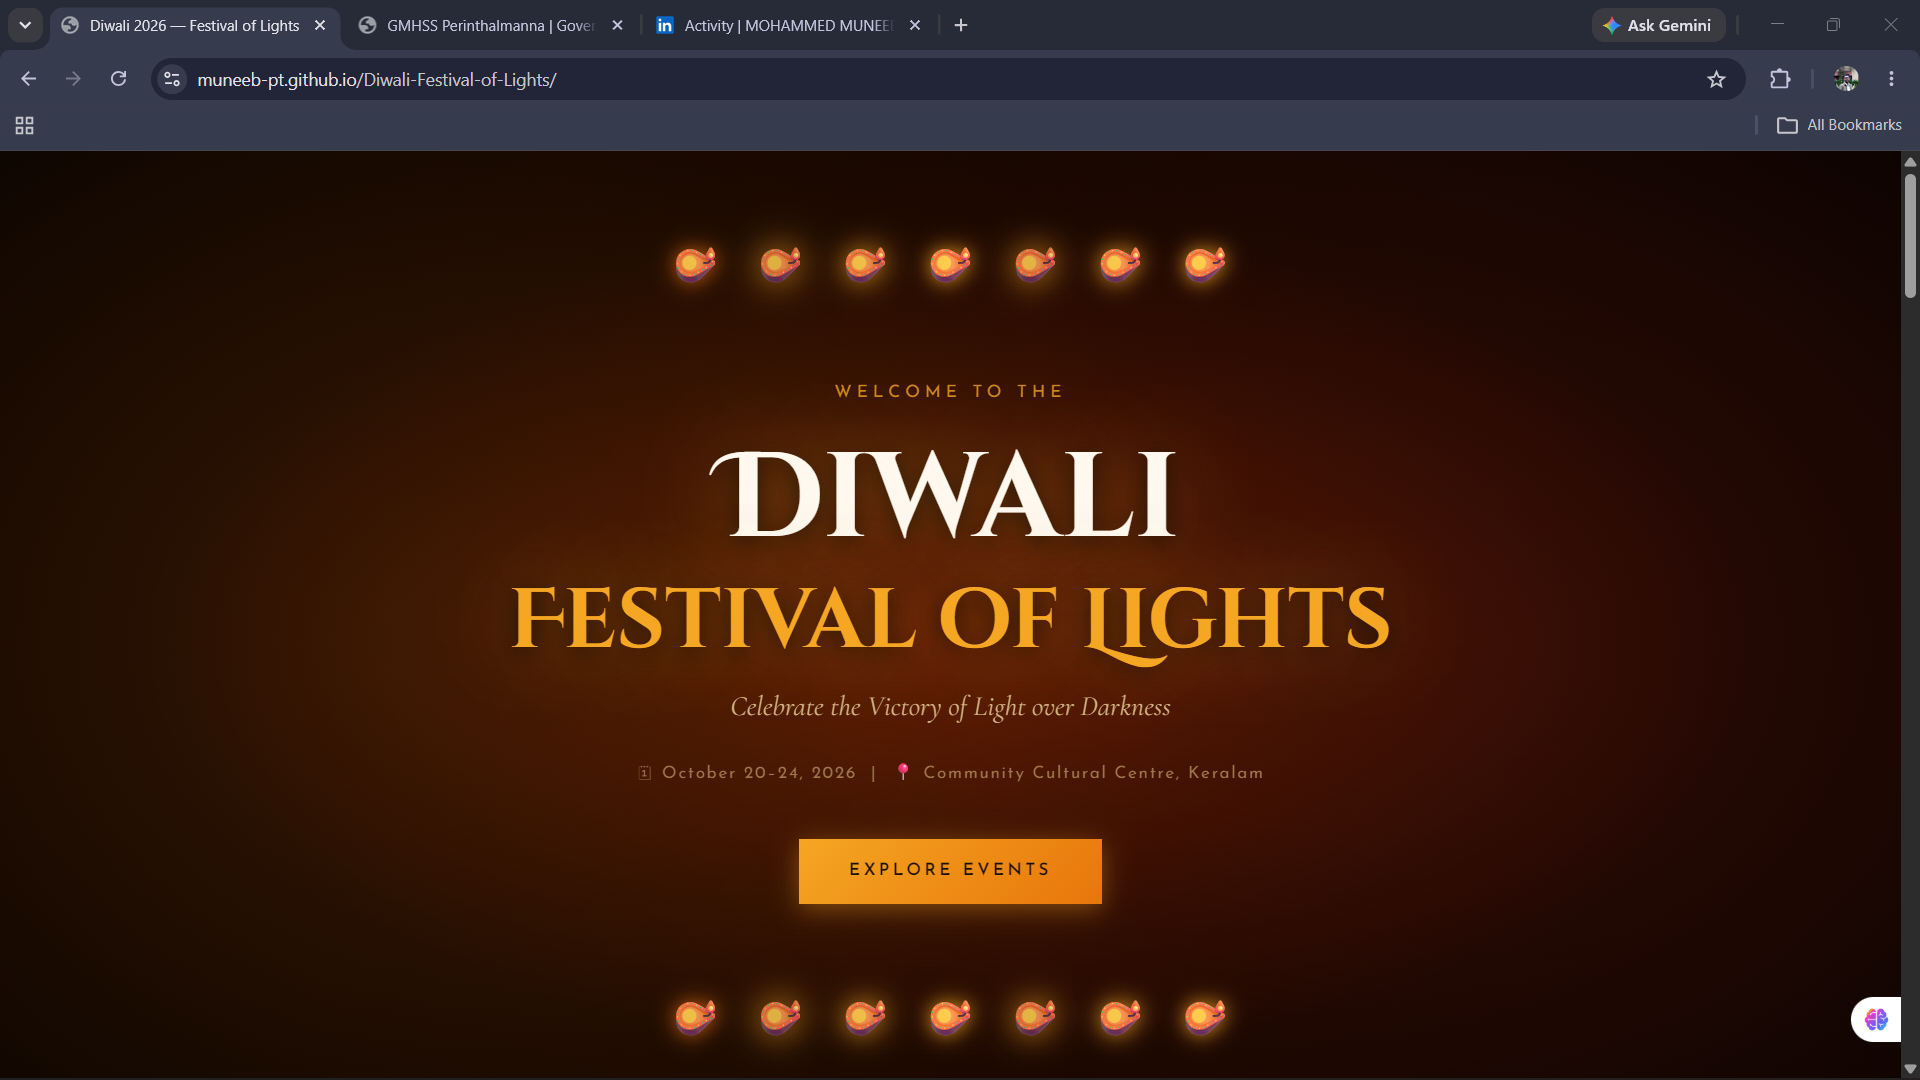 Diwali 2026 — Festival of Lights
GMHSS Perinthalmanna | Gover
Activity | MOHAMMED MUNEE
Ask Gemini
muneeb-pt.github.io/Diwali-Festival-of-Lights/
All Bookmarks
WELCOME TO THE
DIWALI
FESTIVAL OF LIGHTS
Celebrate the Victory of Light over Darkness
October 20–24, 2026 | Community Cultural Centre, Keralam
EXPLORE EVENTS